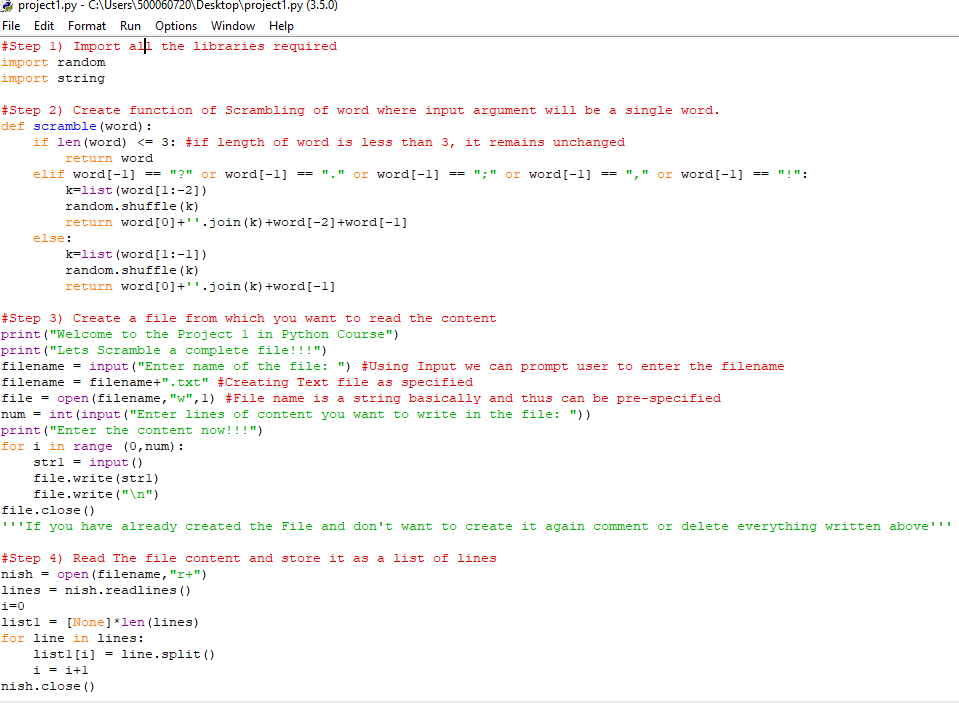 project1.py - C:\Users\500060720\Desktop\project1.py (3.5.0)
File Edit Format Run Options Window Help
#Step 1) Import all the libraries required
import random
import string

#Step 2) Create function of Scrambling of word where input argument will be a single word.
def scramble(word):
    if len(word) <= 3: #if length of word is less than 3, it remains unchanged
        return word
    elif word[-1] == "?" or word[-1] == "." or word[-1] == ";" or word[-1] == "," or word[-1] == "!":
        k=list(word[1:-2])
        random.shuffle(k)
        return word[0]+''.join(k)+word[-2]+word[-1]
    else:
        k=list(word[1:-1])
        random.shuffle(k)
        return word[0]+''.join(k)+word[-1]

#Step 3) Create a file from which you want to read the content
print("Welcome to the Project 1 in Python Course")
print("Lets Scramble a complete file!!!")
filename = input("Enter name of the file: ") #Using Input we can prompt user to enter the filename
filename = filename+".txt" #Creating Text file as specified
file = open(filename,"w",1) #File name is a string basically and thus can be pre-specified
num = int(input("Enter lines of content you want to write in the file: "))
print("Enter the content now!!!")
for i in range (0,num):
    str1 = input()
    file.write(str1)
    file.write("\n")
file.close()
'''If you have already created the File and don't want to create it again comment or delete everything written above'''

#Step 4) Read The file content and store it as a list of lines
nish = open(filename,"r+")
lines = nish.readlines()
i=0
list1 = [None]*len(lines)
for line in lines:
    list1[i] = line.split()
    i = i+1
nish.close()